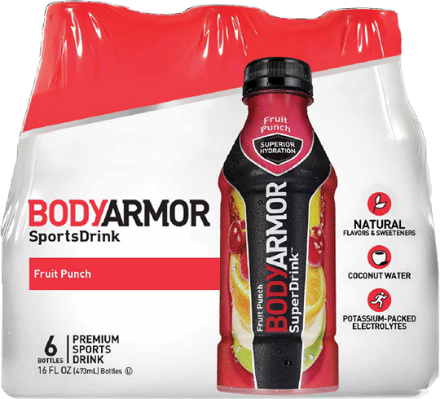 Fruit
Punch
SUPERIOR
HYDRATION
BODYARMOR
SportsDrink
Fruit Punch
Fruit Punch
BODYARMOR
SuperDrink™
NATURAL
FLAVORS & SWEETENERS
COCONUT WATER
POTASSIUM-PACKED
ELECTROLYTES
6
BOTTLES
PREMIUM
SPORTS
DRINK
16 FL OZ (473mL) Bottles Ⓤ